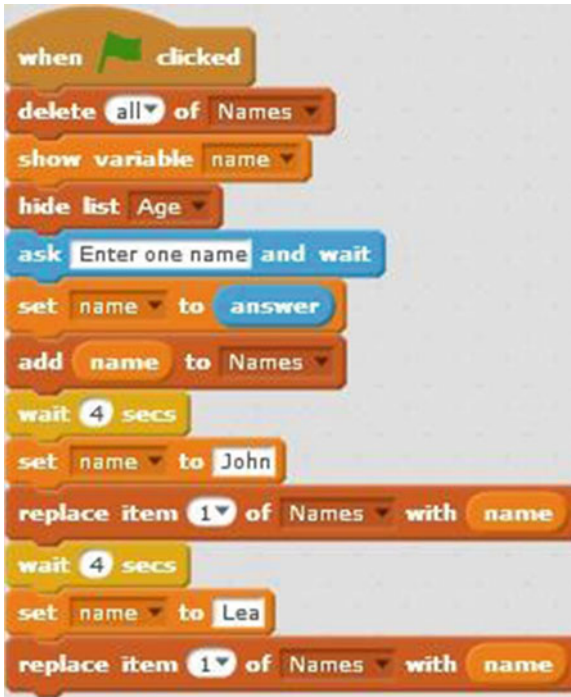 when clicked
delete all of Names
show variable name
hide list Age
ask Enter one name and wait
set name to answer
add name to Names
wait 4 secs
set name to John
replace item 1 of Names with name
wait 4 secs
set name to Lea
replace item 1 of Names with name